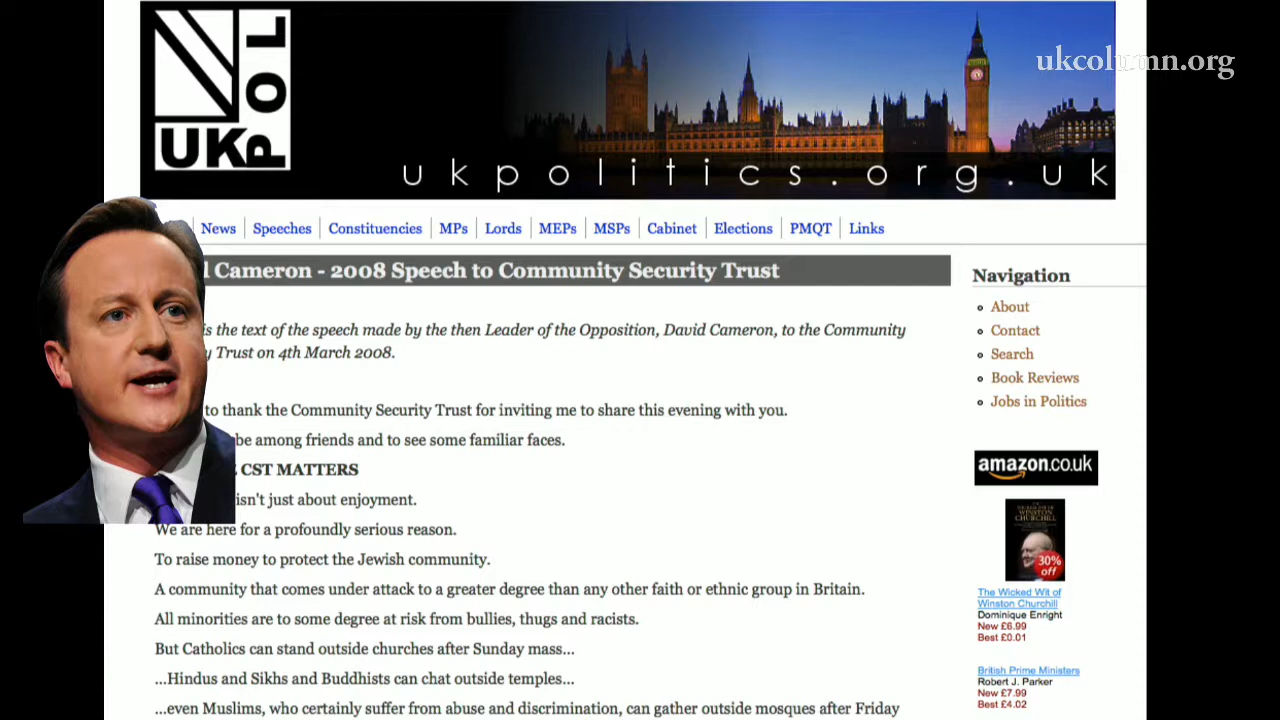 UKPOL
ukcolumn.org
ukpolitics.org.uk
News
Speeches
Constituencies
MPs
Lords
MEPs
MSPs
Cabinet
Elections
PMQT
Links
Cameron - 2008 Speech to Community Security Trust
is the text of the speech made by the then Leader of the Opposition, David Cameron, to the Community
Trust on 4th March 2008.
to thank the Community Security Trust for inviting me to share this evening with you.
be among friends and to see some familiar faces.
CST MATTERS
isn't just about enjoyment.
We are here for a profoundly serious reason.
To raise money to protect the Jewish community.
A community that comes under attack to a greater degree than any other faith or ethnic group in Britain.
All minorities are to some degree at risk from bullies, thugs and racists.
But Catholics can stand outside churches after Sunday mass...
...Hindus and Sikhs and Buddhists can chat outside temples...
...even Muslims, who certainly suffer from abuse and discrimination, can gather outside mosques after Friday
Navigation
About
Contact
Search
Book Reviews
Jobs in Politics
amazon.co.uk
WINSTON
CHURCHILL
30%
off
The Wicked Wit of
Winston Churchill
Dominique Enright
New £6.99
Best £0.01
British Prime Ministers
Robert J. Parker
New £7.99
Best £4.02